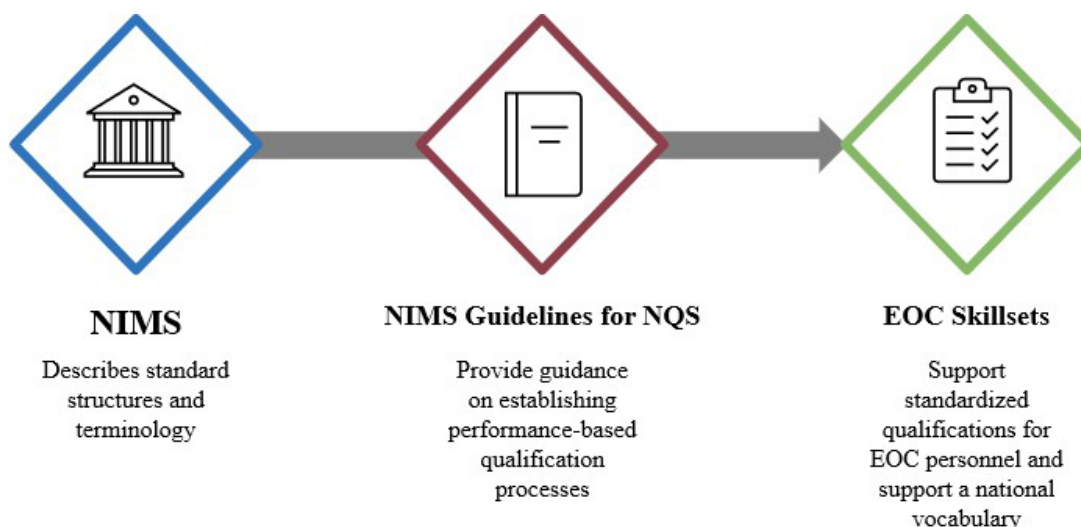 NIMS
Describes standard
structures and
terminology
NIMS Guidelines for NQS
Provide guidance
on establishing
performance-based
qualification
processes
EOC Skillsets
Support
standardized
qualifications for
EOC personnel and
support a national
vocabulary